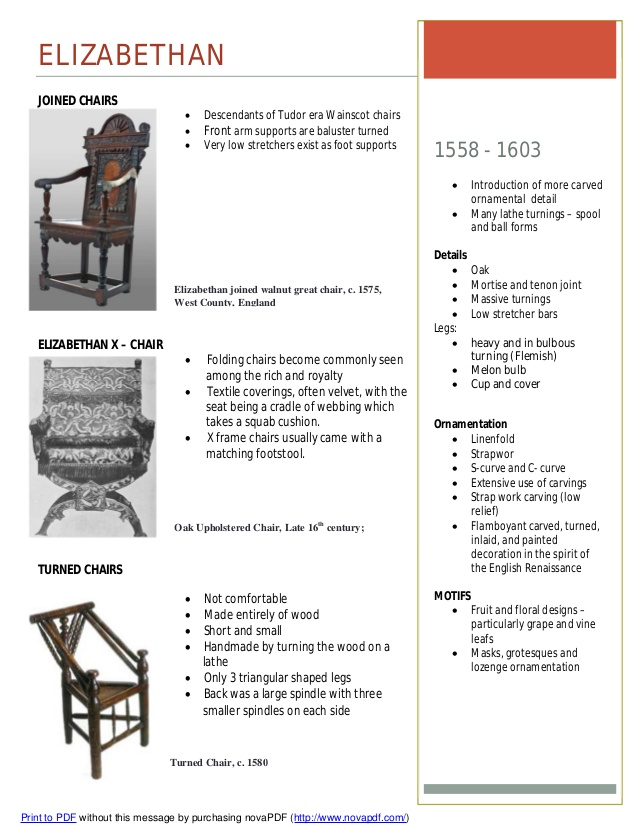 ELIZABETHAN
JOINED CHAIRS
• Descendants of Tudor era Wainscot chairs
• Front arm supports are baluster turned
• Very low stretchers exist as foot supports
Elizabethan joined walnut great chair, c. 1575,
West County, England
ELIZABETHAN X – CHAIR
• Folding chairs become commonly seen
among the rich and royalty
• Textile coverings, often velvet, with the
seat being a cradle of webbing which
takes a squab cushion.
• X frame chairs usually came with a
matching footstool.
Oak Upholstered Chair, Late 16th century;
TURNED CHAIRS
• Not comfortable
• Made entirely of wood
• Short and small
• Handmade by turning the wood on a
lathe
• Only 3 triangular shaped legs
• Back was a large spindle with three
smaller spindles on each side
Turned Chair, c. 1580
1558 - 1603
• Introduction of more carved
ornamental detail
• Many lathe turnings – spool
and ball forms
Details
• Oak
• Mortise and tenon joint
• Massive turnings
• Low stretcher bars
Legs:
• heavy and in bulbous
turning (Flemish)
• Melon bulb
• Cup and cover
Ornamentation
• Linenfold
• Strapwor
• S-curve and C- curve
• Extensive use of carvings
• Strap work carving (low
relief)
• Flamboyant carved, turned,
inlaid, and painted
decoration in the spirit of
the English Renaissance
MOTIFS
• Fruit and floral designs –
particularly grape and vine
leafs
• Masks, grotesques and
lozenge ornamentation
Print to PDF without this message by purchasing novaPDF (http://www.novapdf.com/)